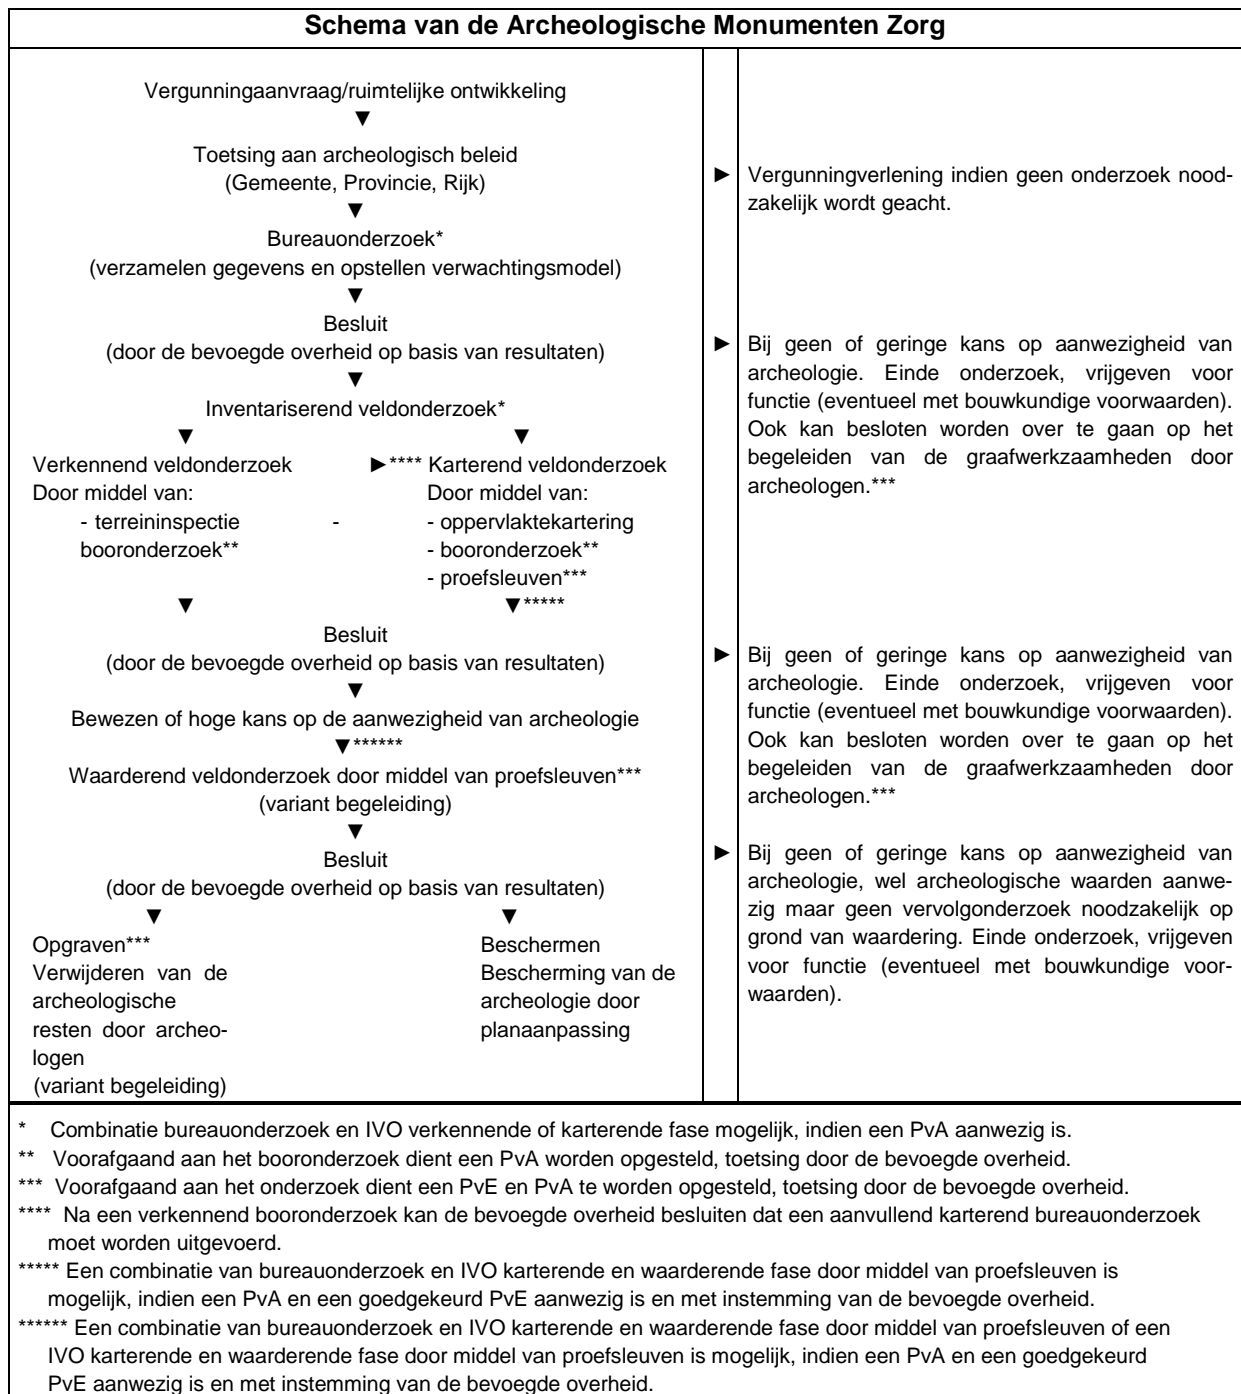 Schema van de Archeologische Monumenten Zorg
Vergunningaanvraag/ruimtelijke ontwikkeling
▼
Toetsing aan archeologisch beleid
(Gemeente, Provincie, Rijk)
▼
Bureauonderzoek*
(verzamelen gegevens en opstellen verwachtingsmodel)
▼
Besluit
(door de bevoegde overheid op basis van resultaten)
▼
Inventariserend veldonderzoek*
▼ ▼
Verkennend veldonderzoek ►**** Karterend veldonderzoek
Door middel van: Door middel van:
- terreininspectie - - oppervlaktekartering
booronderzoek** - booronderzoek**
- proefsleuven***
▼ ▼*****
Besluit
(door de bevoegde overheid op basis van resultaten)
▼
Bewezen of hoge kans op de aanwezigheid van archeologie
▼******
Waarderend veldonderzoek door middel van proefsleuven***
(variant begeleiding)
▼
Besluit
(door de bevoegde overheid op basis van resultaten)
▼ ▼
Opgraven***
Verwijderen van de
archeologische
resten door archeo-
logen
(variant begeleiding)
Beschermen
Bescherming van de
archeologie door
planaanpassing
► Vergunningverlening indien geen onderzoek nood-
zakelijk wordt geacht.
► Bij geen of geringe kans op aanwezigheid van
archeologie. Einde onderzoek, vrijgeven voor
functie (eventueel met bouwkundige voorwaarden).
Ook kan besloten worden over te gaan op het
begeleiden van de graafwerkzaamheden door
archeologen.***
► Bij geen of geringe kans op aanwezigheid van
archeologie. Einde onderzoek, vrijgeven voor
functie (eventueel met bouwkundige voorwaarden).
Ook kan besloten worden over te gaan op het
begeleiden van de graafwerkzaamheden door
archeologen.***
► Bij geen of geringe kans op aanwezigheid van
archeologie, wel archeologische waarden aanwe-
zig maar geen vervolgonderzoek noodzakelijk op
grond van waardering. Einde onderzoek, vrijgeven
voor functie (eventueel met bouwkundige voor-
waarden).
* Combinatie bureauonderzoek en IVO verkennende of karterende fase mogelijk, indien een PvA aanwezig is.
** Voorafgaand aan het booronderzoek dient een PvA worden opgesteld, toetsing door de bevoegde overheid.
*** Voorafgaand aan het onderzoek dient een PvE en PvA te worden opgesteld, toetsing door de bevoegde overheid.
**** Na een verkennend booronderzoek kan de bevoegde overheid besluiten dat een aanvullend karterend bureauonderzoek
moet worden uitgevoerd.
***** Een combinatie van bureauonderzoek en IVO karterende en waarderende fase door middel van proefsleuven is
mogelijk, indien een PvA en een goedgekeurd PvE aanwezig is en met instemming van de bevoegde overheid.
****** Een combinatie van bureauonderzoek en IVO karterende en waarderende fase door middel van proefsleuven of een
IVO karterende en waarderende fase door middel van proefsleuven is mogelijk, indien een PvA en een goedgekeurd
PvE aanwezig is en met instemming van de bevoegde overheid.